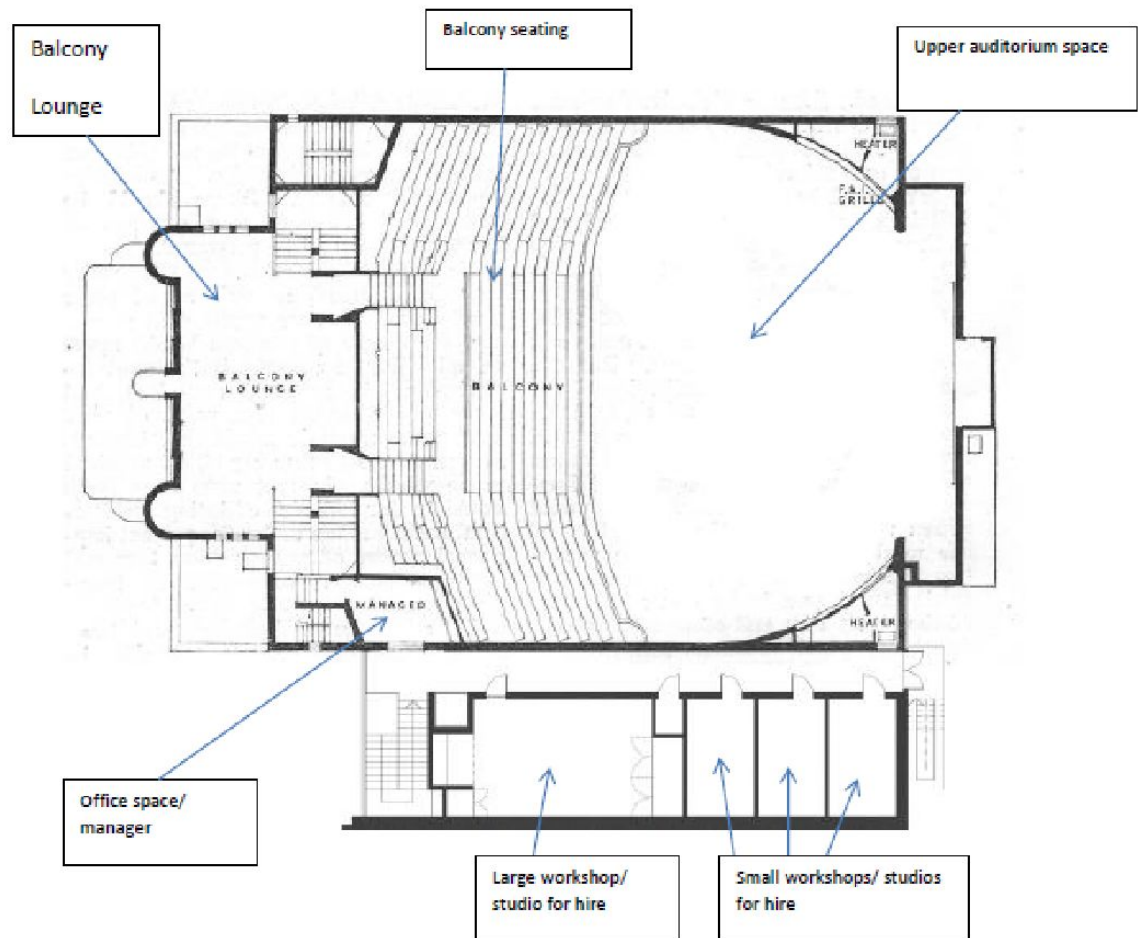 Balcony
Lounge
Balcony seating
Upper auditorium space
HEATER
GRILLE
BALCONY
LOUNGE
BALCONY
HEATER
Office space/
manager
Large workshop/
studio for hire
Small workshops/ studios
for hire